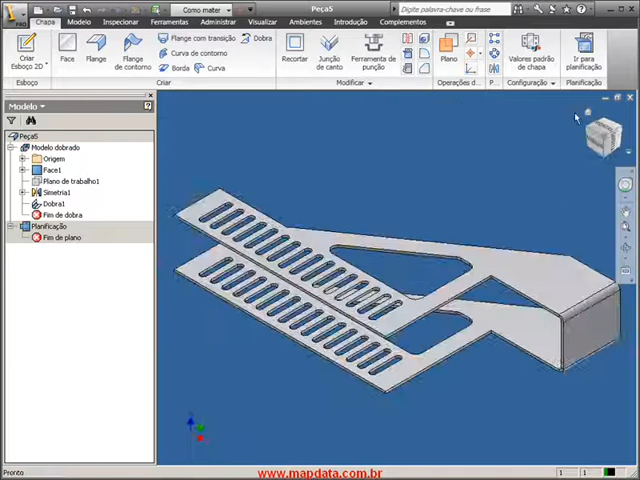 Como mater
Peça5
Digite palavra-chave ou frase
PRO
Chapa Modelo Inspecionar Ferramentas Administrar Visualizar Ambientes Introdução Complementos
Criar Esboço 2D
Face
Flange
Flange de contorno
Flange com transição
Dobra
Curva de contorno
Borda
Curva
Recortar
Junção de canto
Ferramenta de punção
Plano
Valores padrão de chapa
Ir para planificação
Esboço
Criar
Modificar
Operações d
P
Configuração
Planificação
Modelo
Peça5
Modelo dobrado
Origem
Face1
Plano de trabalho1
Simetria1
Dobra1
Fim de dobra
Planificação
Fim de plano
Pronto
1
1
www.mapdata.com.br